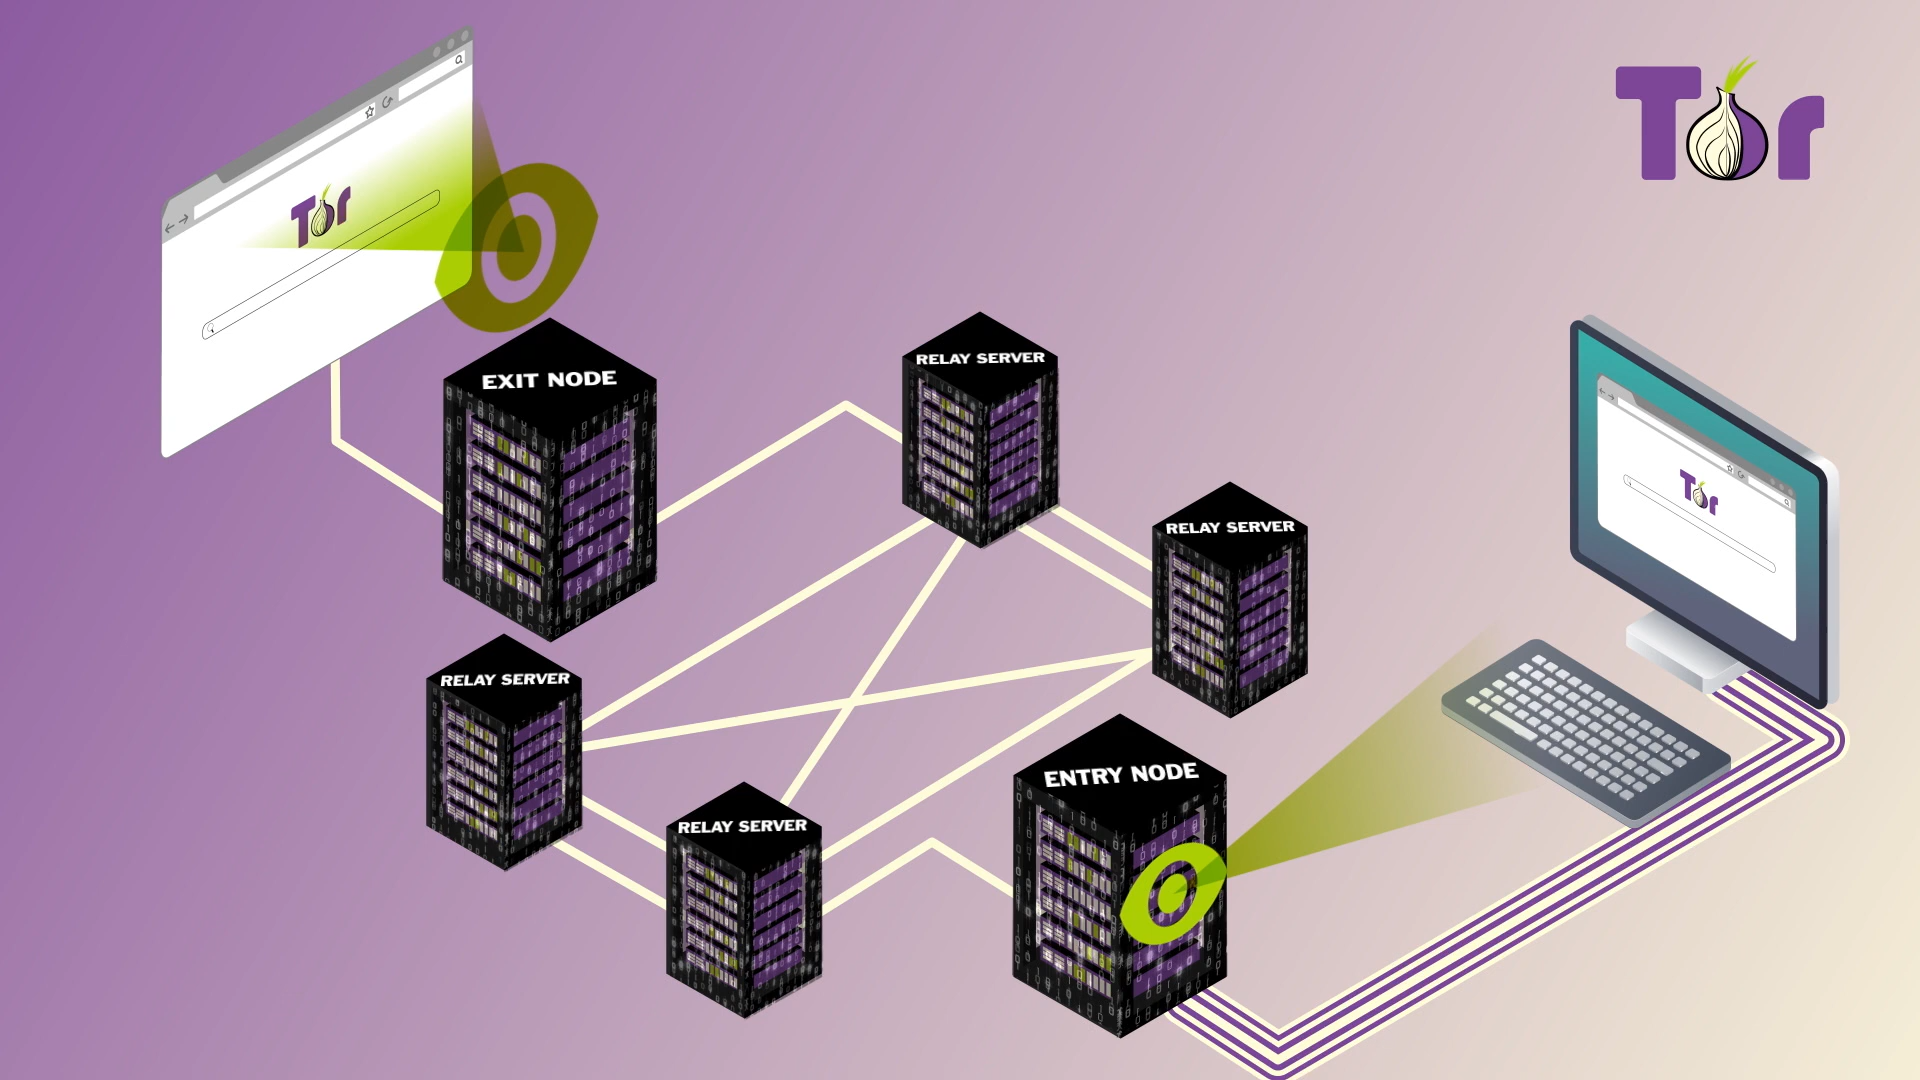 Tor
Tor
EXIT NODE
RELAY SERVER
RELAY SERVER
Tor
RELAY SERVER
ENTRY NODE
RELAY SERVER